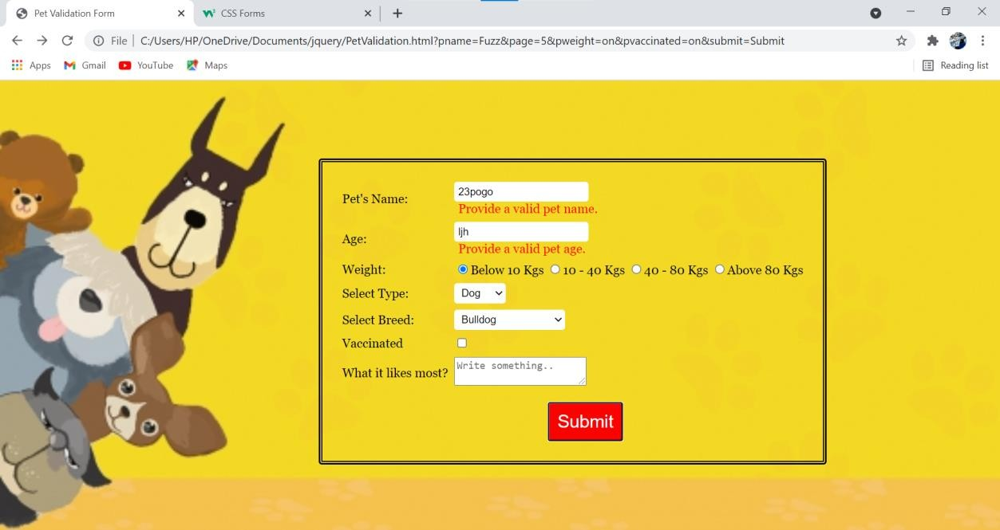 Pet Validation Form
CSS Forms
File
C:/Users/HP/OneDrive/Documents/jquery/PetValidation.html?pname=Fuzz&page=5&pweight=on&pvaccinated=on&submit=Submit
Apps Gmail YouTube Maps Reading list
Pet's Name: 23pogo
Provide a valid pet name.
Age: ljh
Provide a valid pet age.
Weight: Below 10 Kgs 10 - 40 Kgs 40 - 80 Kgs Above 80 Kgs
Select Type: Dog
Select Breed: Bulldog
Vaccinated
What it likes most? Write something..
Submit